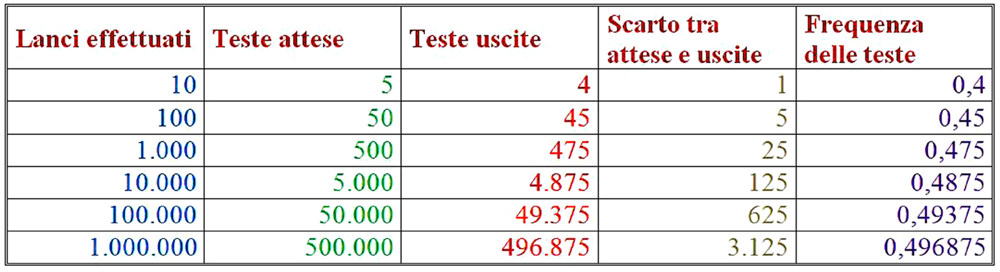 Lanci effettuati Teste attese Teste uscite Scarto tra attese e uscite Frequenza delle teste
10 5 4 1 0,4
100 50 45 5 0,45
1.000 500 475 25 0,475
10.000 5.000 4.875 125 0,4875
100.000 50.000 49.375 625 0,49375
1.000.000 500.000 496.875 3.125 0,496875